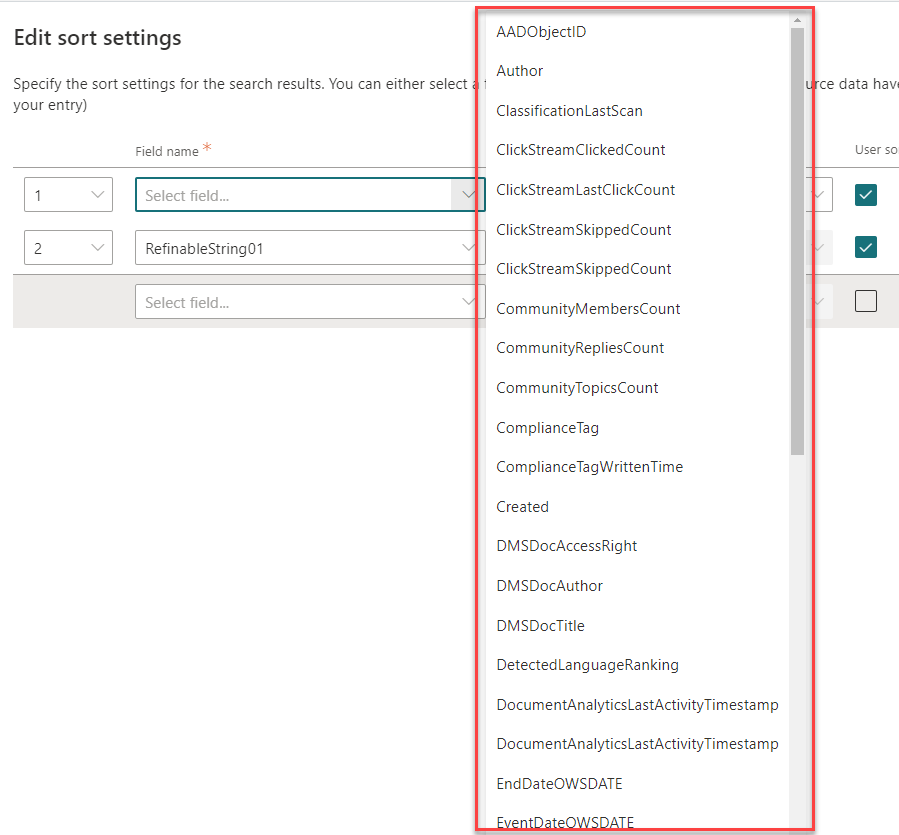 Edit sort settings
Specify the sort settings for the search results. You can either select a
urce data have
your entry)
Field name *
User so
1
Select field...
2
RefinableString01
Select field...
AADObjectID
Author
ClassificationLastScan
ClickStreamClickedCount
ClickStreamLastClickCount
ClickStreamSkippedCount
ClickStreamSkippedCount
CommunityMembersCount
CommunityRepliesCount
CommunityTopicsCount
ComplianceTag
ComplianceTagWrittenTime
Created
DMSDocAccessRight
DMSDocAuthor
DMSDocTitle
DetectedLanguageRanking
DocumentAnalyticsLastActivityTimestamp
DocumentAnalyticsLastActivityTimestamp
EndDateOWSDATE
EventDateOWSDATE